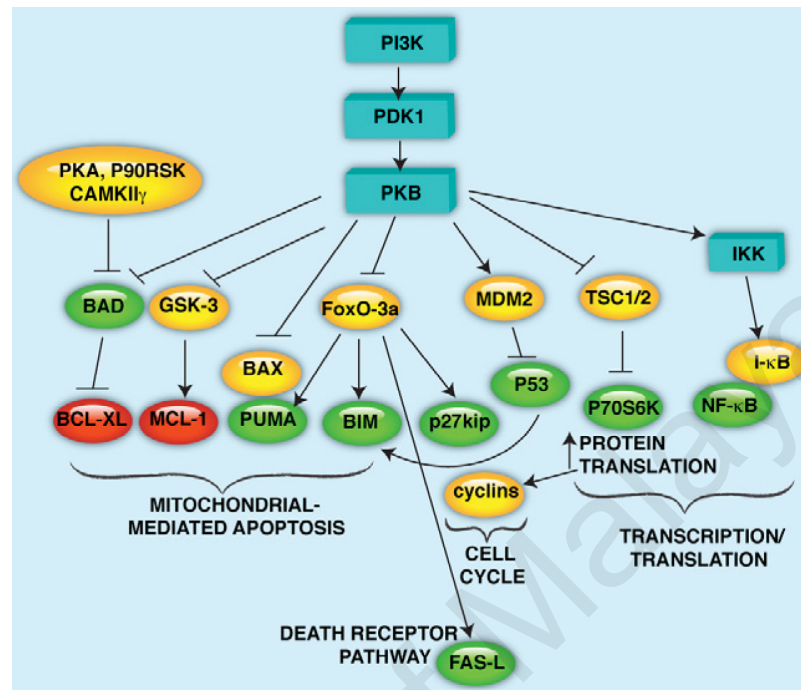 PI3K
PDK1
PKB
PKA, P90RSK
CAMKIIγ
IKK
BAD
GSK-3
FoxO-3a
MDM2
TSC1/2
BAX
I-κB
P53
BCL-XL
MCL-1
PUMA
BIM
p27kip
P70S6K
NF-κB
PROTEIN
TRANSLATION
cyclins
MITOCHONDRIAL-
MEDIATED APOPTOSIS
CELL
CYCLE
TRANSCRIPTION/
TRANSLATION
DEATH RECEPTOR
PATHWAY
FAS-L
of Malay